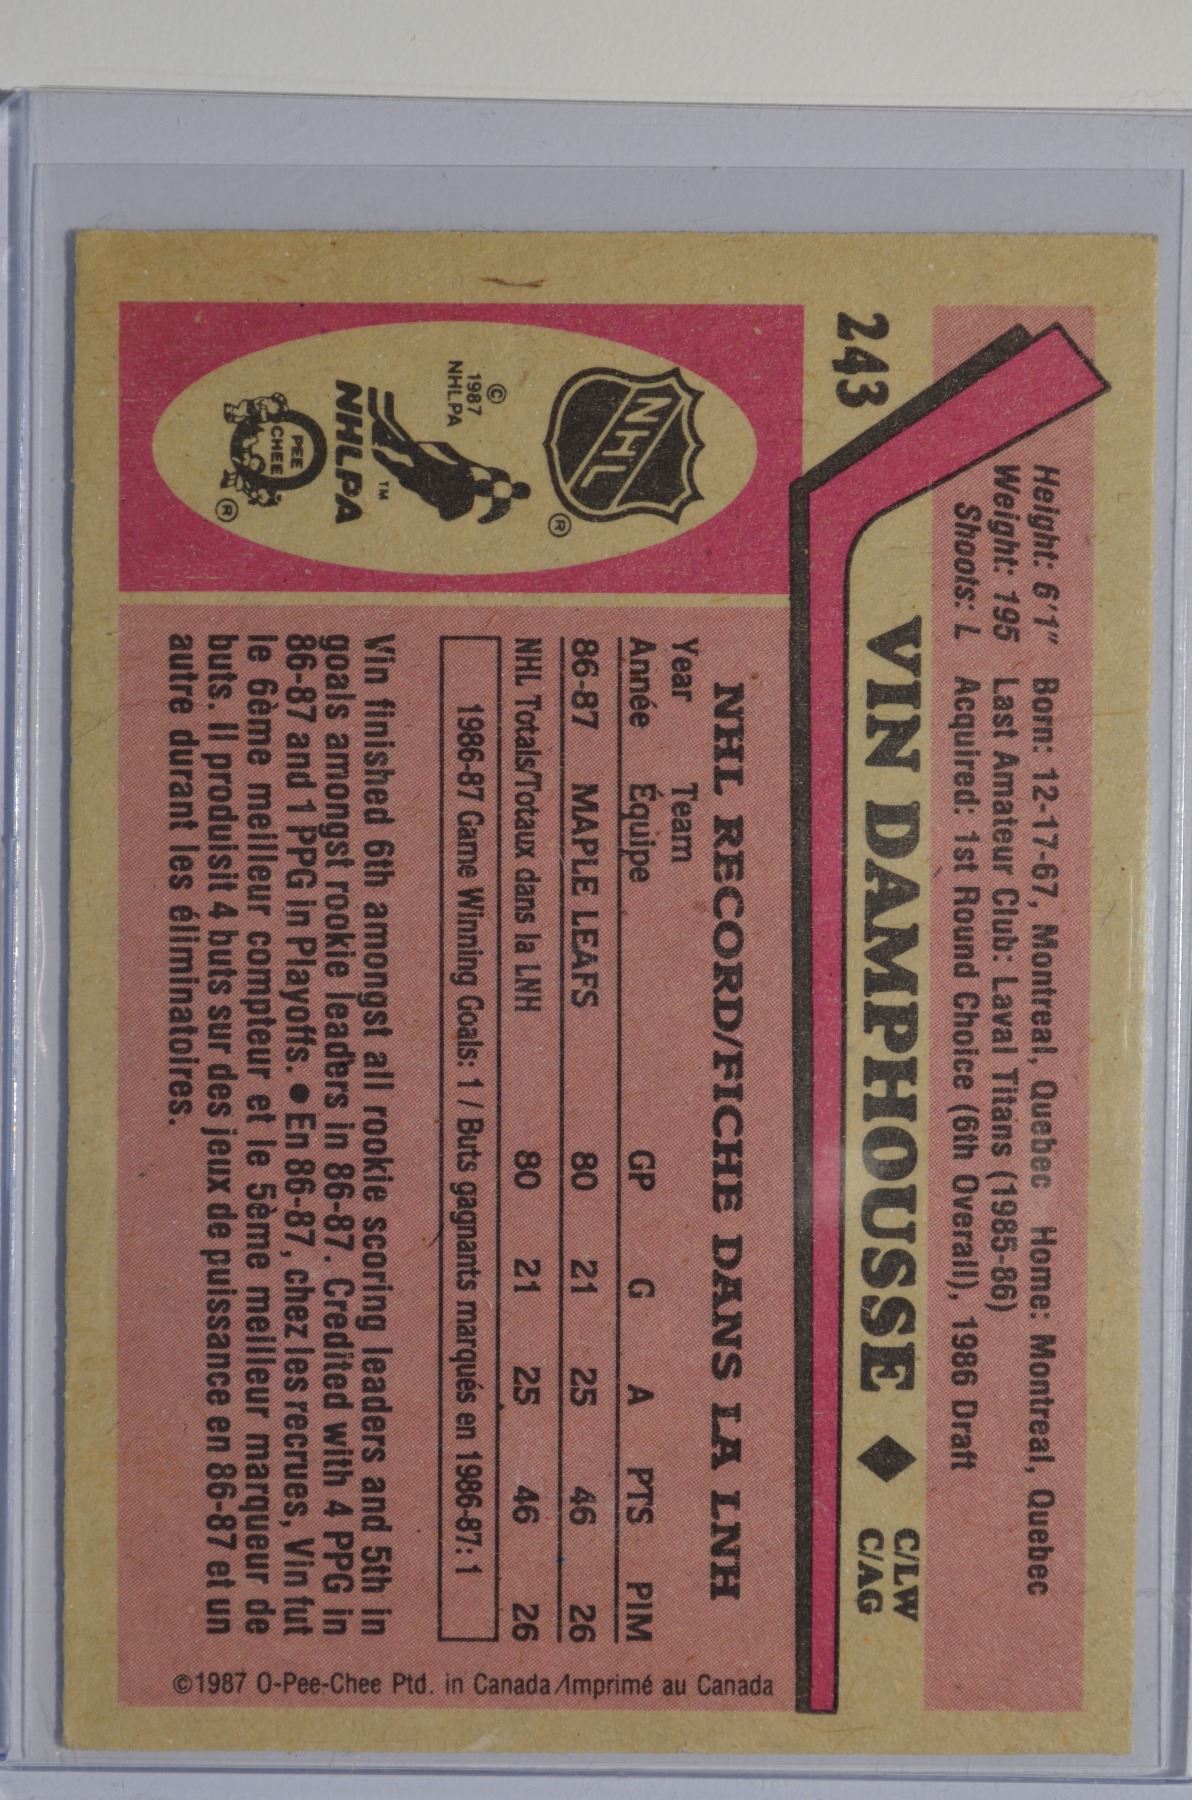 243
Height: 6'1" Born: 12-17-67, Montreal, Quebec Home: Montreal, Quebec
Weight: 195 Last Amateur Club: Laval Titans (1985-86)
Shoots: L Acquired: 1st Round Choice (6th Overall), 1986 Draft
VIN DAMPHOUSSE ◆ C/LW
C/AG
NHL
®
© 1987 NHLPA
NHLPA ™
O PEE CHEE
®
NHL RECORD/FICHE DANS LA LNH
Year Team
Année Équipe GP G A PTS PIM
86-87 MAPLE LEAFS 80 21 25 46 26
NHL Totals/Totaux dans la LNH 80 21 25 46 26
1986-87 Game Winning Goals: 1 / Buts gagnants marqués en 1986-87: 1
Vin finished 6th amongst all rookie scoring leaders and 5th in
goals amongst rookie leaders in 86-87. Credited with 4 PPG in
86-87 and 1 PPG in Playoffs. ● En 86-87, chez les recrues, Vin fut
le 6ème meilleur compteur et le 5ème meilleur marqueur de
buts. Il produisit 4 buts sur des jeux de puissance en 86-87 et un
autre durant les éliminatoires.
©1987 O-Pee-Chee Ptd. in Canada/Imprimé au Canada